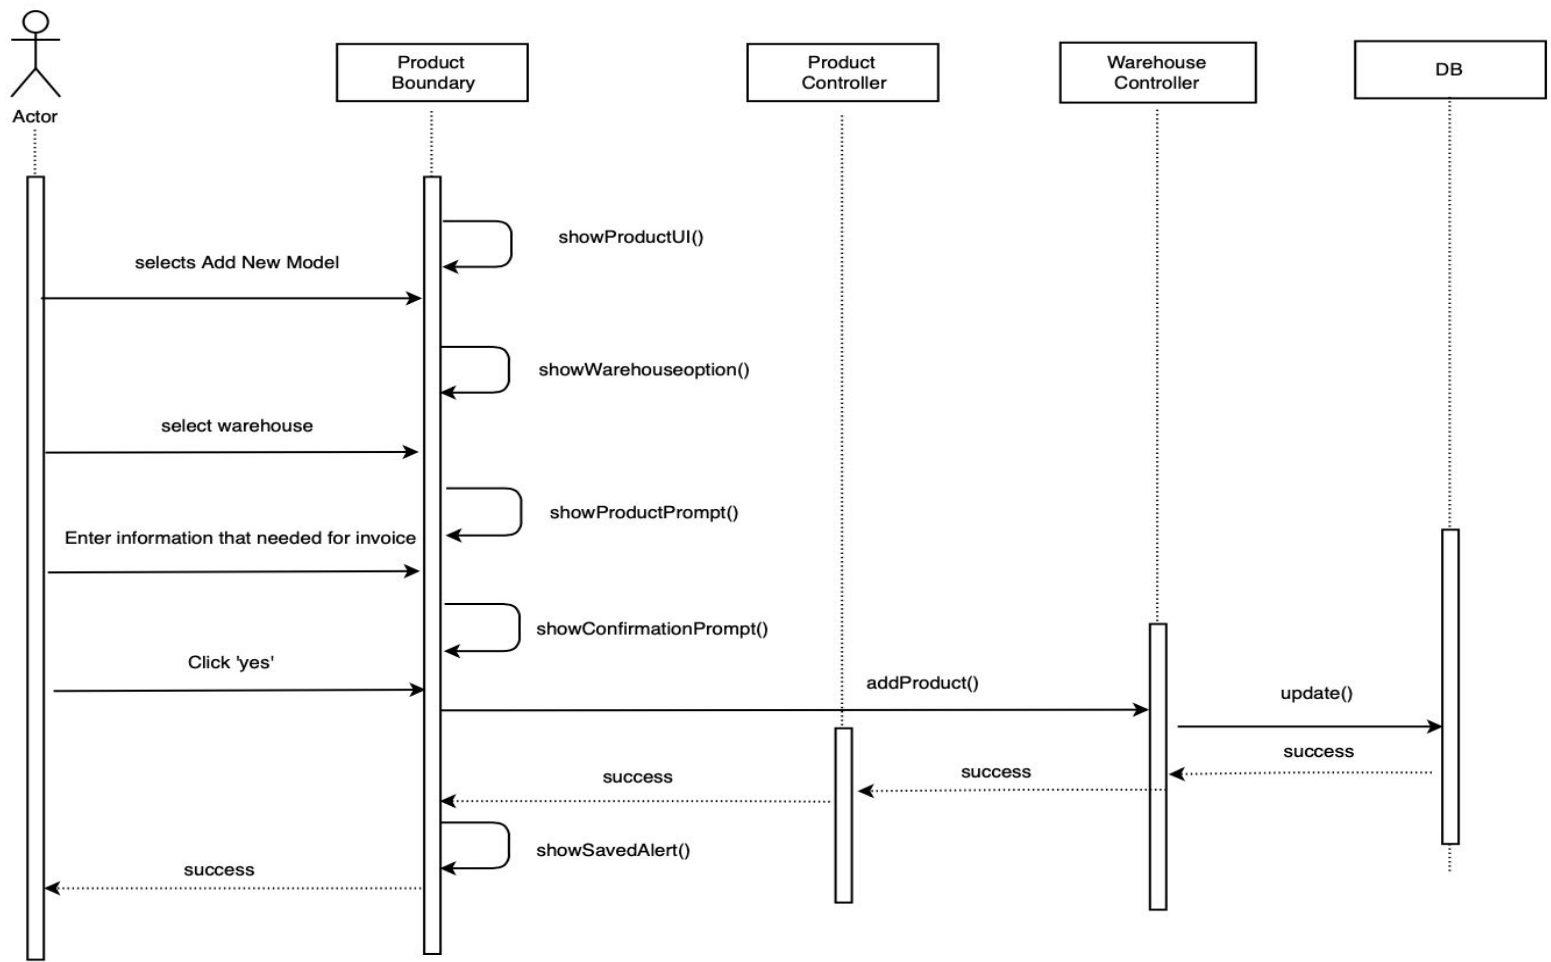 Actor
Product
Boundary
Product
Controller
Warehouse
Controller
DB
showProductUI()
selects Add New Model
showWarehouseoption()
select warehouse
showProductPrompt()
Enter information that needed for invoice
showConfirmationPrompt()
Click 'yes'
addProduct()
update()
success
success
success
showSavedAlert()
success